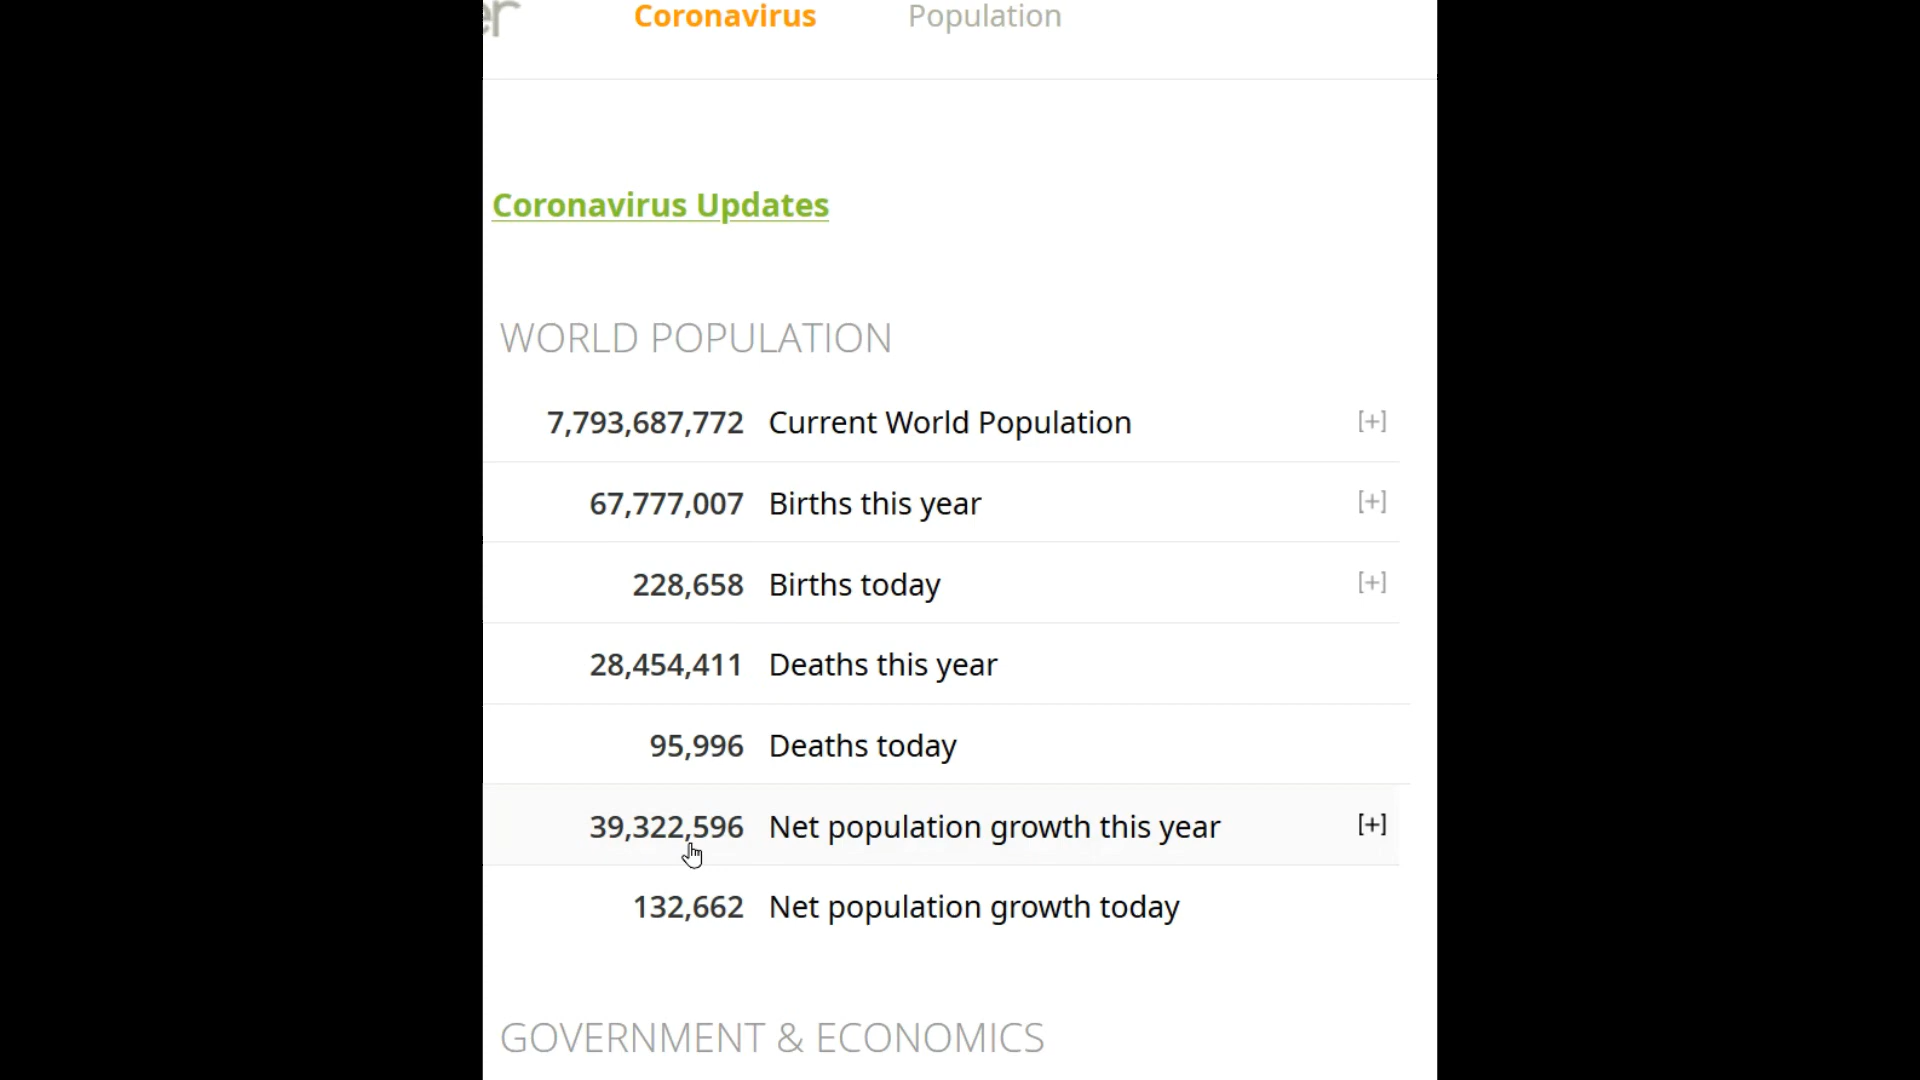 er Coronavirus Population
Coronavirus Updates
WORLD POPULATION
7,793,687,772 Current World Population [+]
67,777,007 Births this year [+]
228,658 Births today [+]
28,454,411 Deaths this year
95,996 Deaths today
39,322,596 Net population growth this year [+]
132,662 Net population growth today
GOVERNMENT & ECONOMICS